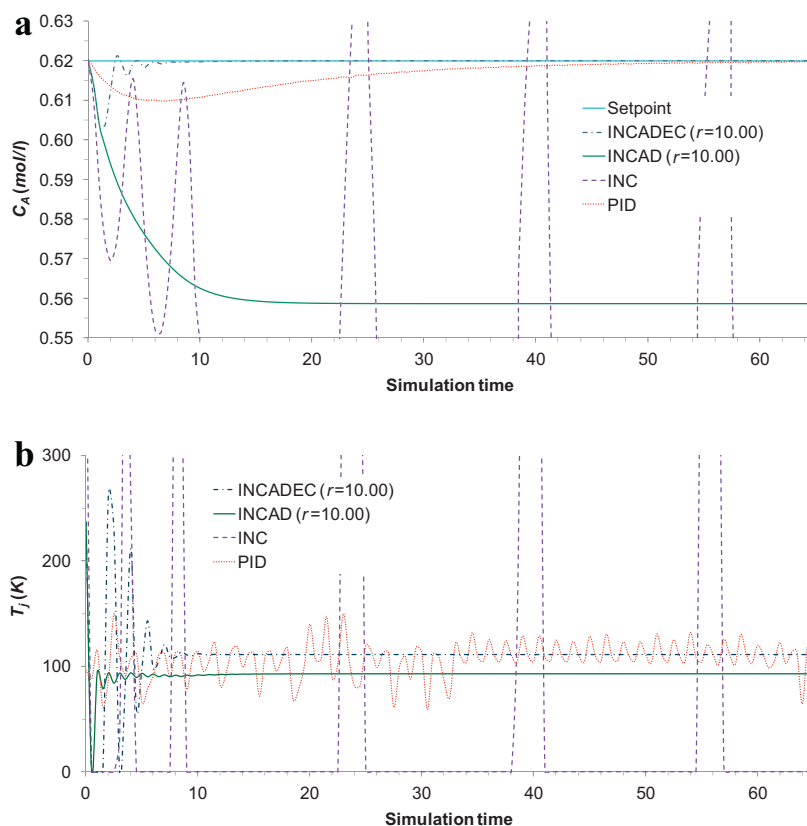 a
0.63
0.62
0.61
0.60
0.59
0.58
0.57
0.56
0.55
C_A (mol/l)
Setpoint
INCADEC (r=10.00)
INCAD (r=10.00)
INC
PID
0 10 20 30 40 50 60
Simulation time
b
300
200
100
0
T_j (K)
INCADEC (r=10.00)
INCAD (r=10.00)
INC
PID
0 10 20 30 40 50 60
Simulation time